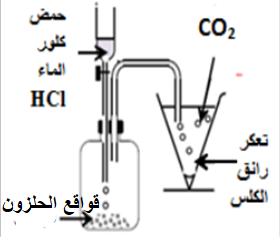 حمض
كلور
الماء
HCl
CO₂
تعكر
رائق
الكلس
قواقع الحلزون